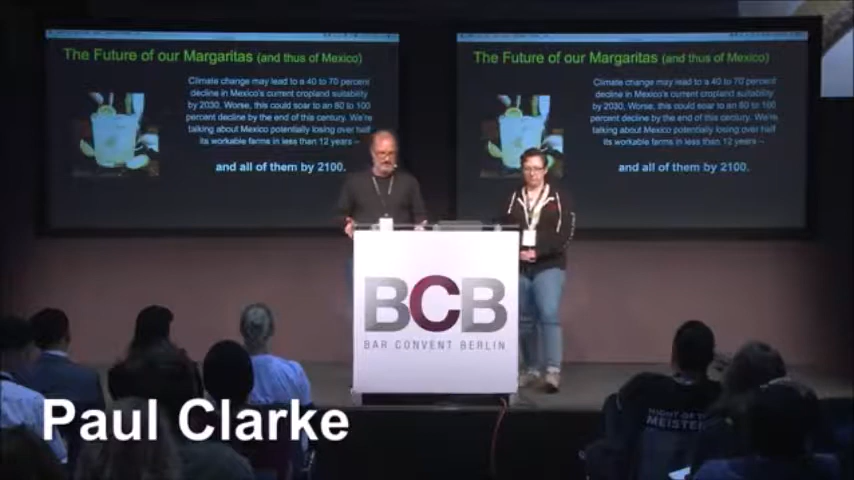 The Future of our Margaritas (and thus of Mexico)
Climate change may lead to a 40 to 70 percent
decline in Mexico's current cropland suitability
by 2030. Worse, this could soar to an 80 to 100
percent decline by the end of this century. We're
talking about Mexico potentially losing over half
its workable farms in less than 12 years –
and all of them by 2100.
The Future of our Margaritas (and thus of Mexico)
Climate change may lead to a 40 to 70 percent
decline in Mexico's current cropland suitability
by 2030. Worse, this could soar to an 80 to 100
percent decline by the end of this century. We're
talking about Mexico potentially losing over half
its workable farms in less than 12 years –
and all of them by 2100.
BCB
BAR CONVENT BERLIN
Paul Clarke
NIGHT OF THE
MEISTER